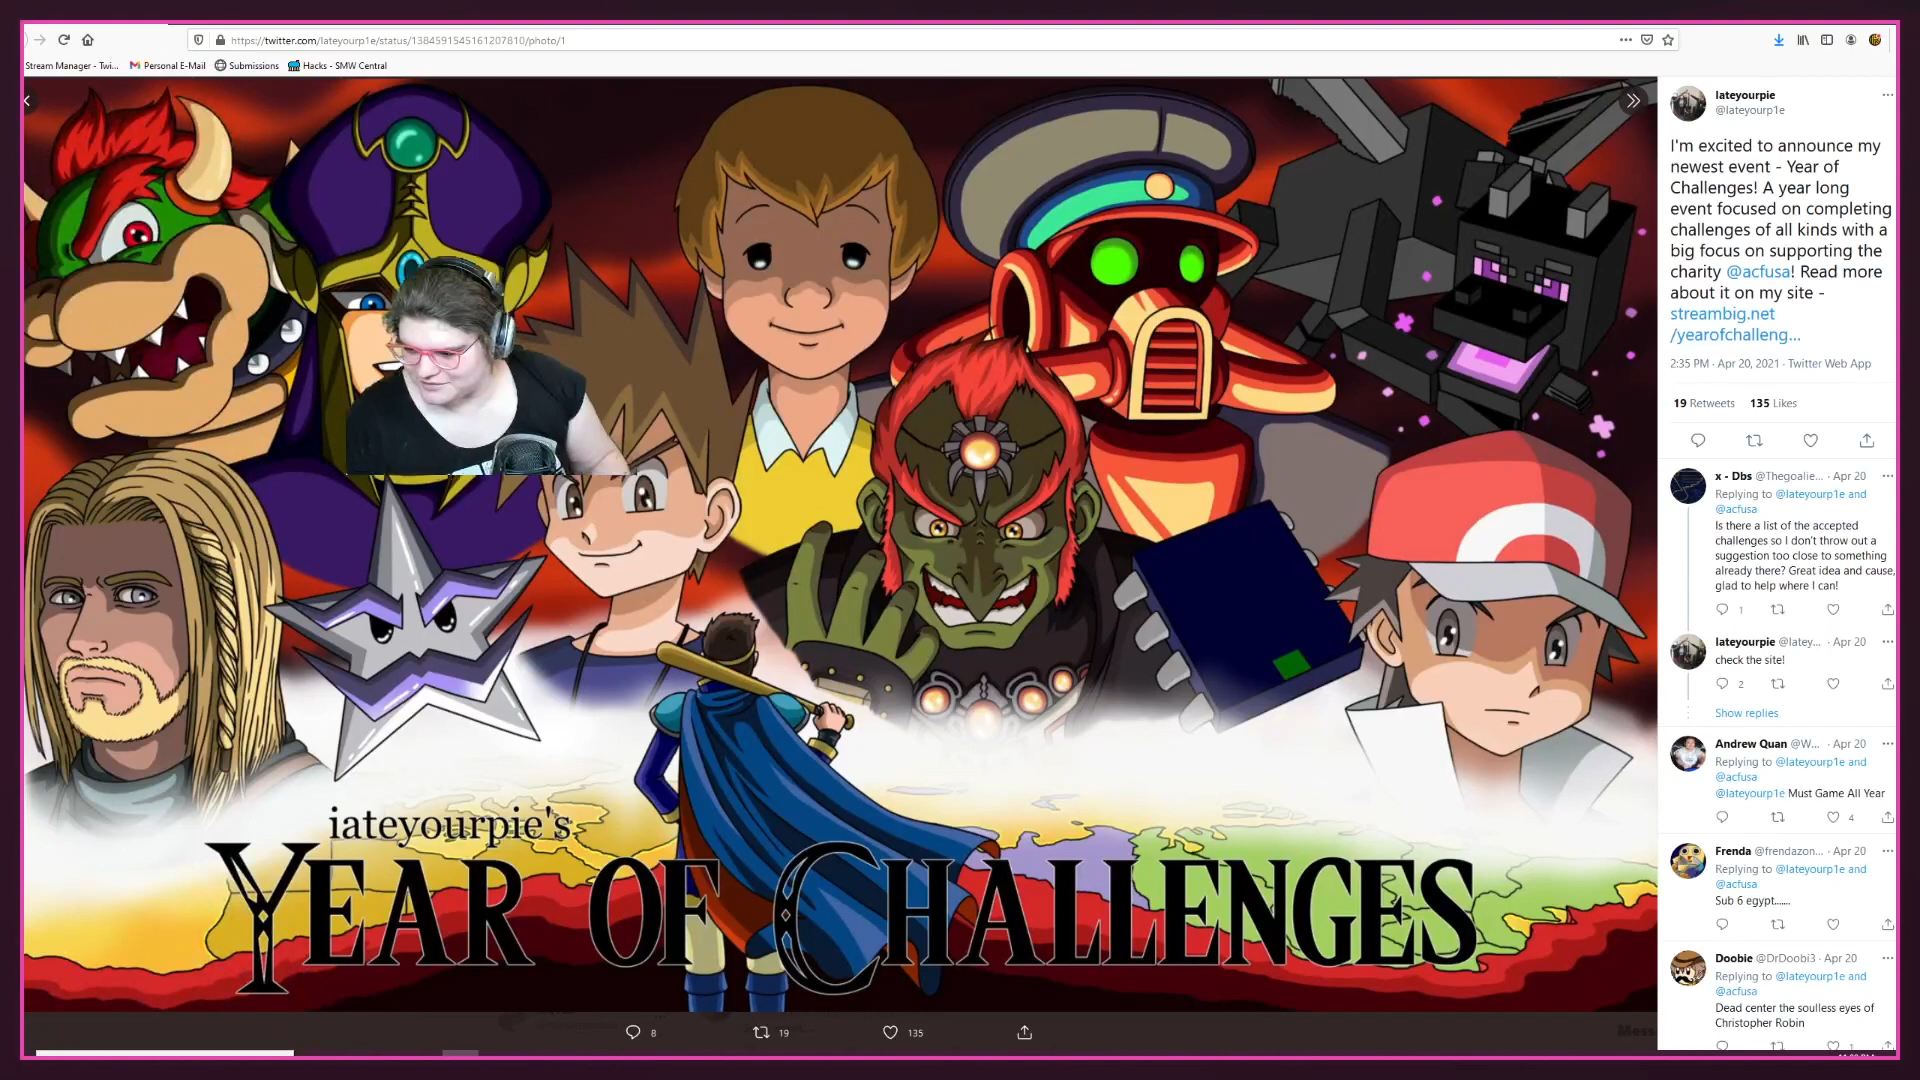 https://twitter.com/lateyourp1e/status/1384591545161207810/photo/1
Stream Manager - Twi...
Personal E-Mail
Submissions
Hacks - SMW Central
iateyourpie's
YEAR OF CHALLENGES
8
19
135
Iateyourpie
@Iateyourp1e
I'm excited to announce my
newest event - Year of
Challenges! A year long
event focused on completing
challenges of all kinds with a
big focus on supporting the
charity @acfusa! Read more
about it on my site -
streambig.net
/yearofchalleng...
2:35 PM · Apr 20, 2021 · Twitter Web App
19 Retweets 135 Likes
x - Dbs @Thegoalie... · Apr 20
Replying to @Iateyourp1e and
@acfusa
Is there a list of the accepted
challenges so I don't throw out a
suggestion too close to something
already there? Great idea and cause,
glad to help where I can!
1
Iateyourpie @Iatey... · Apr 20
check the site!
2
Show replies
Andrew Quan @W... · Apr 20
Replying to @Iateyourp1e and
@acfusa
@Iateyourp1e Must Game All Year
4
Frenda @frendazon... · Apr 20
Replying to @Iateyourp1e and
@acfusa
Sub 6 egypt.......
Doobie @DrDoobi3 · Apr 20
Replying to @Iateyourp1e and
@acfusa
Dead center the soulless eyes of
Christopher Robin
1